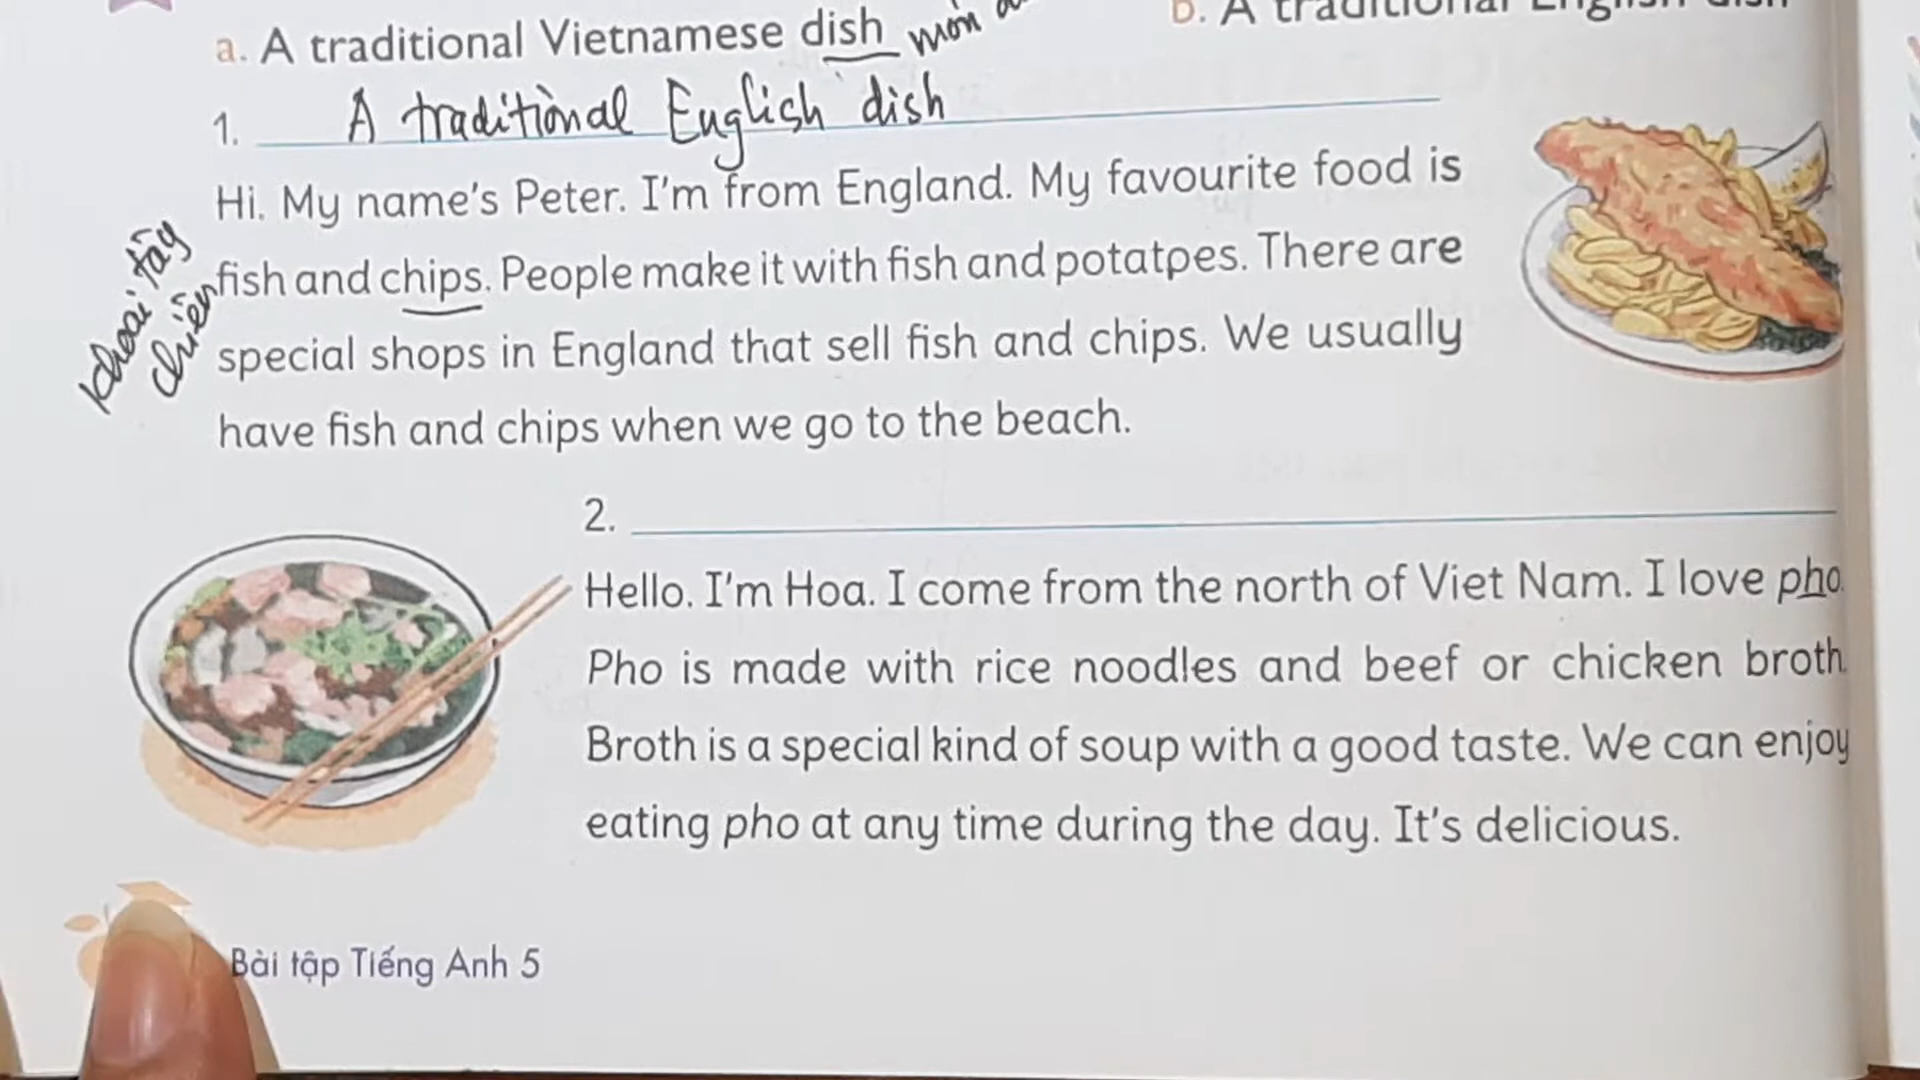 a. A traditional Vietnamese dish món
b. A traditional English dish
1. A traditional English dish
Hi. My name's Peter. I'm from England. My favourite food is
fish and chips. People make it with fish and potatpes. There are
special shops in England that sell fish and chips. We usually
have fish and chips when we go to the beach.
khoai tây
chiên
2.
Hello. I'm Hoa. I come from the north of Viet Nam. I love pho.
Pho is made with rice noodles and beef or chicken broth.
Broth is a special kind of soup with a good taste. We can enjoy
eating pho at any time during the day. It's delicious.
Bài tập Tiếng Anh 5